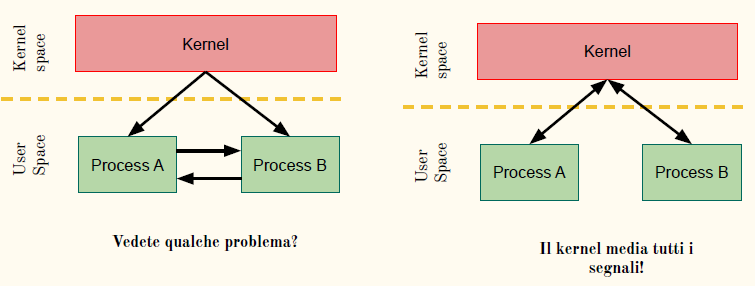 Kernel
space
Kernel
User
Space
Process A
Process B
Vedete qualche problema?
Kernel
space
Kernel
User
Space
Process A
Process B
Il kernel media tutti i
segnali!